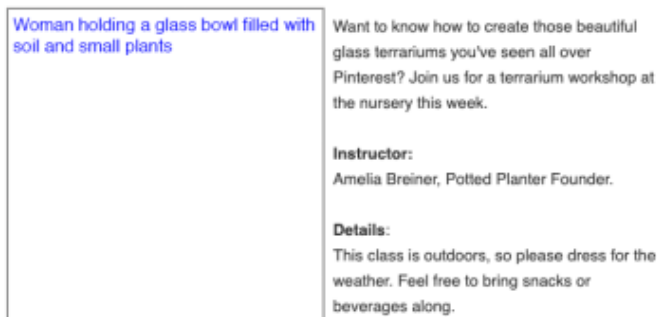 Woman holding a glass bowl filled with
soil and small plants
Want to know how to create those beautiful
glass terrariums you've seen all over
Pinterest? Join us for a terrarium workshop at
the nursery this week.
Instructor:
Amelia Breiner, Potted Planter Founder.
Details:
This class is outdoors, so please dress for the
weather. Feel free to bring snacks or
beverages along.